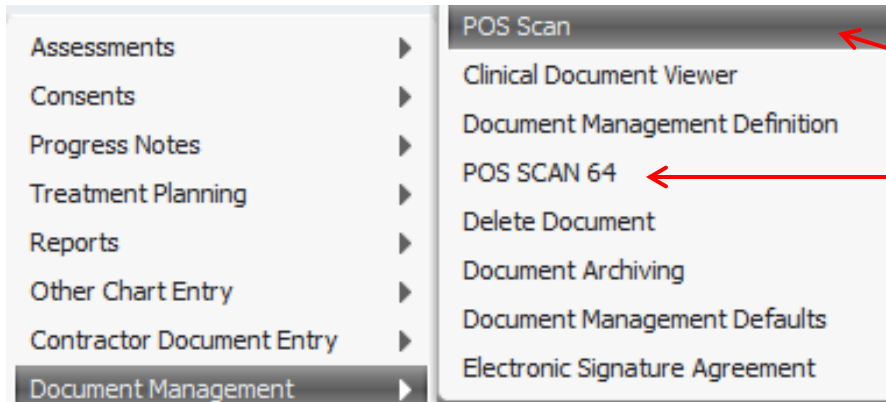 Assessments
Consents
Progress Notes
Treatment Planning
Reports
Other Chart Entry
Contractor Document Entry
Document Management
POS Scan
Clinical Document Viewer
Document Management Definition
POS SCAN 64
Delete Document
Document Archiving
Document Management Defaults
Electronic Signature Agreement